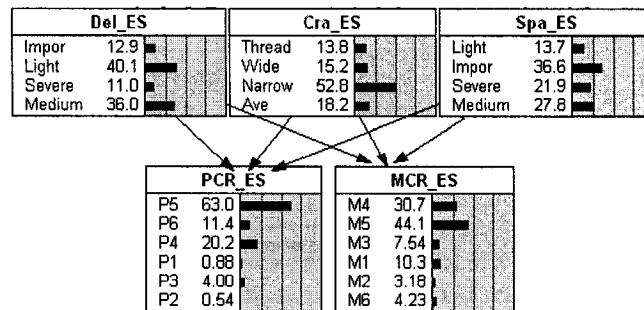 Del_ES
Impor 12.9
Light 40.1
Severe 11.0
Medium 36.0
Cra_ES
Thread 13.8
Wide 15.2
Narrow 52.8
Ave 18.2
Spa_ES
Light 13.7
Impor 36.6
Severe 21.9
Medium 27.8
PCR_ES
P5 63.0
P6 11.4
P4 20.2
P1 0.88
P3 4.00
P2 0.54
MCR_ES
M4 30.7
M5 44.1
M3 7.54
M1 10.3
M2 3.18
M6 4.23